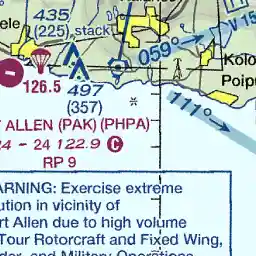 435
(225)
stack
059°
V 15
ele
Kolo
Poipu
126.5
497
(357)
111°
ALLEN (PAK) (PHPA)
24 122.9 C
RP 9
ARNING: Exercise extreme
ution in vicinity of
rt Allen due to high volume
Tour Rotorcraft and Fixed Wing,
and Military Operations